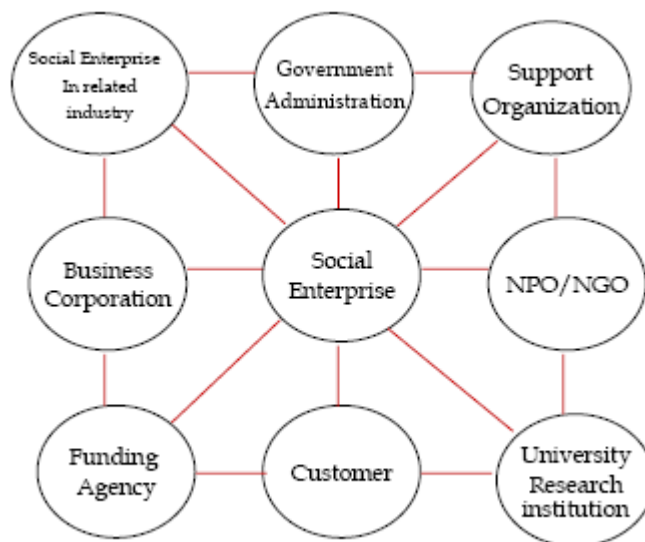 Social Enterprise
In related
industry
Government
Administration
Support
Organization
Business
Corporation
Social
Enterprise
NPO/NGO
Funding
Agency
Customer
University
Research
institution